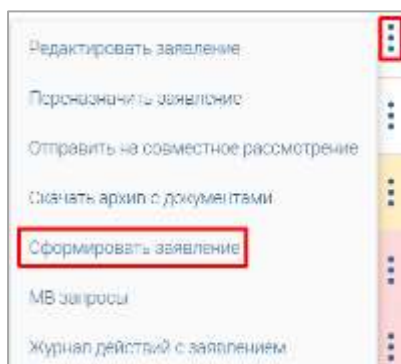 Редактировать заявление
Переназначить заявление
Отправить на совместное рассмотрение
Скачать архив с документами
Сформировать заявление
МВ запросы
Журнал действий с заявлением